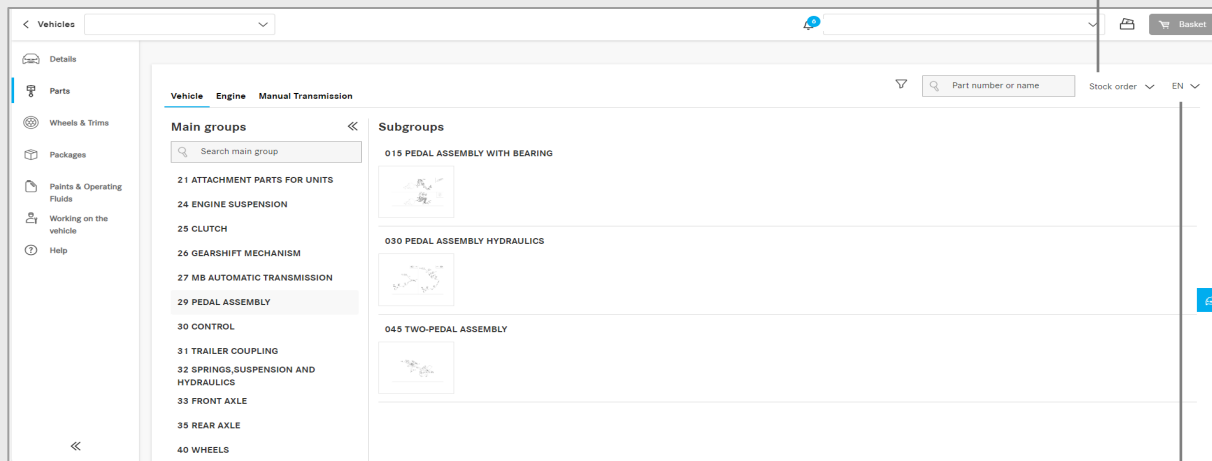 Vehicles
6
Basket
Details
Parts
Wheels & Trims
Packages
Paints & Operating
Fluids
Working on the
vehicle
Help
Vehicle Engine Manual Transmission
Part number or name
Stock order
EN
Main groups
Search main group
21 ATTACHMENT PARTS FOR UNITS
24 ENGINE SUSPENSION
25 CLUTCH
26 GEARSHIFT MECHANISM
27 MB AUTOMATIC TRANSMISSION
29 PEDAL ASSEMBLY
30 CONTROL
31 TRAILER COUPLING
32 SPRINGS,SUSPENSION AND
HYDRAULICS
33 FRONT AXLE
35 REAR AXLE
40 WHEELS
Subgroups
015 PEDAL ASSEMBLY WITH BEARING
030 PEDAL ASSEMBLY HYDRAULICS
045 TWO-PEDAL ASSEMBLY